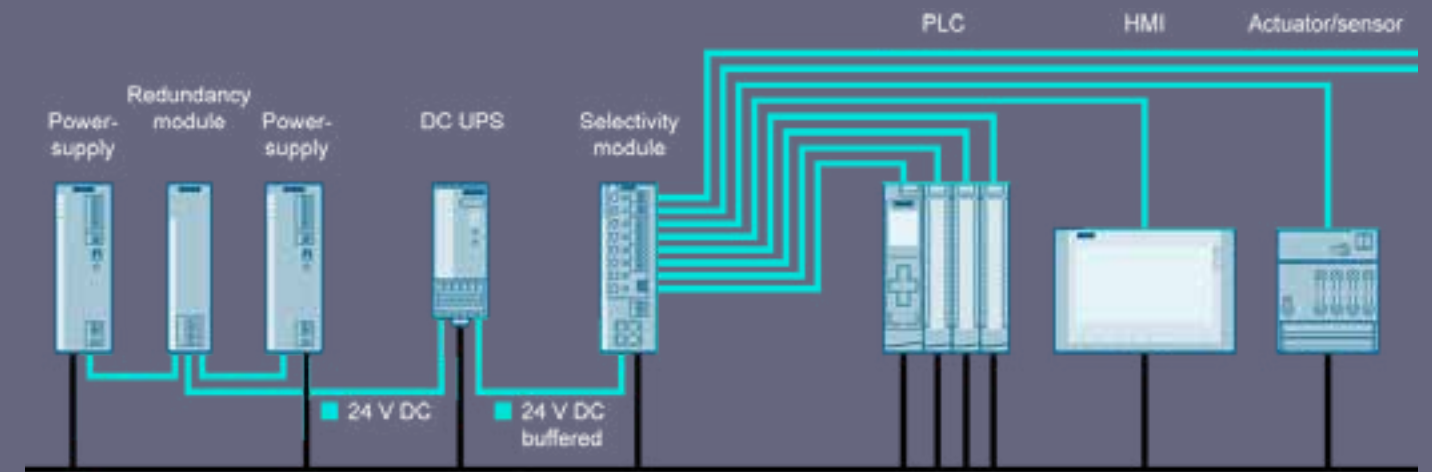 PLC
HMI
Actuator/sensor
Redundancy
module
Power-
supply
Power-
supply
DC UPS
Selectivity
module
24 V DC
24 V DC
buffered